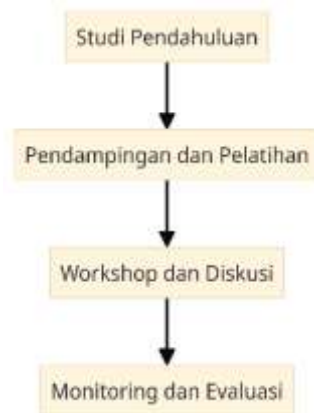 Studi Pendahuluan
Pendampingan dan Pelatihan
Workshop dan Diskusi
Monitoring dan Evaluasi